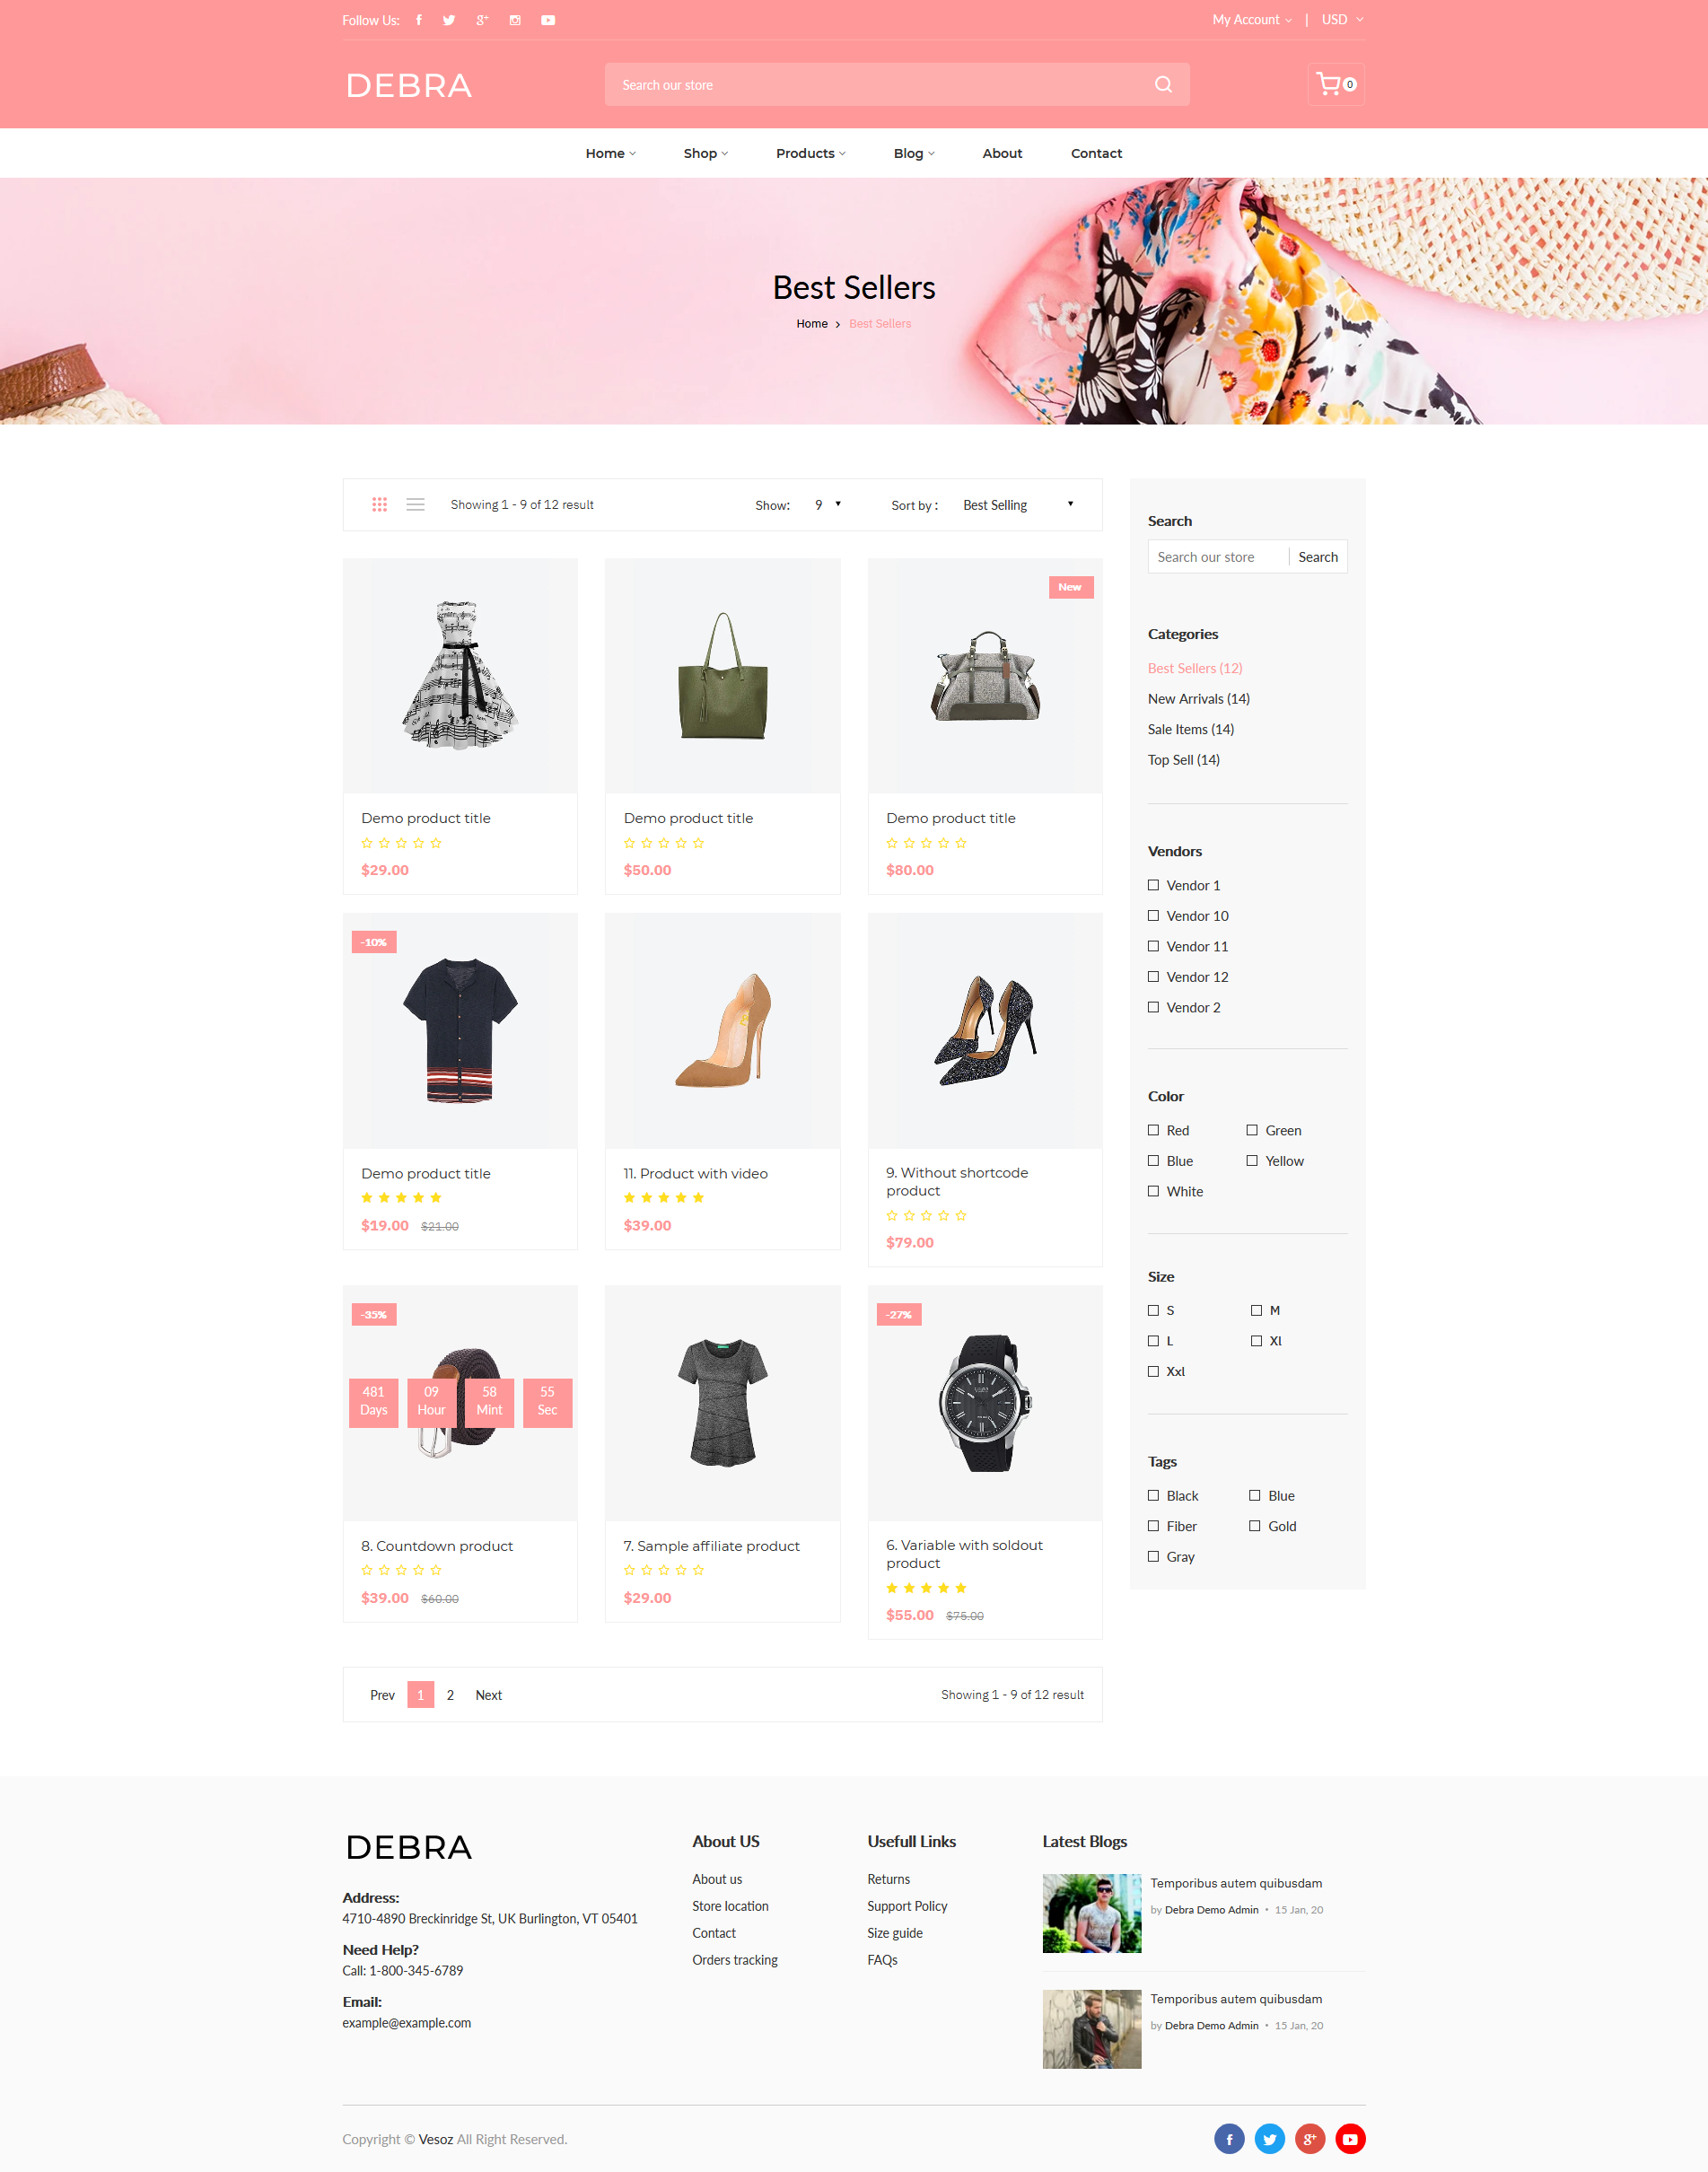 Follow Us:
My Account | USD
DEBRA
Search our store
0
Home Shop Products Blog About Contact
Best Sellers
Home > Best Sellers
Showing 1 - 9 of 12 result
Show: 9
Sort by : Best Selling
New
Demo product title
$29.00
Demo product title
$50.00
Demo product title
$80.00
-10%
Demo product title
$19.00 $21.00
11. Product with video
$39.00
9. Without shortcode
product
$79.00
-35%
481 Days
09 Hour
58 Mint
55 Sec
8. Countdown product
$39.00 $60.00
7. Sample affiliate product
$29.00
-27%
6. Variable with soldout
product
$55.00 $75.00
Prev 1 2 Next
Showing 1 - 9 of 12 result
Search
Search our store Search
Categories
Best Sellers (12)
New Arrivals (14)
Sale Items (14)
Top Sell (14)
Vendors
Vendor 1
Vendor 10
Vendor 11
Vendor 12
Vendor 2
Color
Red Green
Blue Yellow
White
Size
S M
L Xl
Xxl
Tags
Black Blue
Fiber Gold
Gray
DEBRA
Address:
4710-4890 Breckinridge St, UK Burlington, VT 05401
Need Help?
Call: 1-800-345-6789
Email:
example@example.com
About US
About us
Store location
Contact
Orders tracking
Usefull Links
Returns
Support Policy
Size guide
FAQs
Latest Blogs
Temporibus autem quibusdam
by Debra Demo Admin • 15 Jan, 20
Temporibus autem quibusdam
by Debra Demo Admin • 15 Jan, 20
Copyright © Vesoz All Right Reserved.